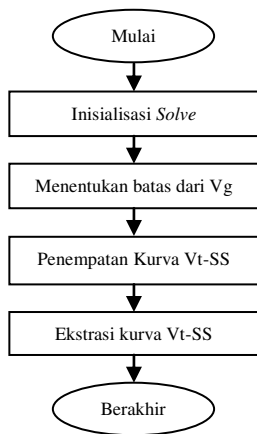 Mulai
Inisialisasi Solve
Menentukan batas dari Vg
Penempatan Kurva Vt-SS
Ekstrasi kurva Vt-SS
Berakhir